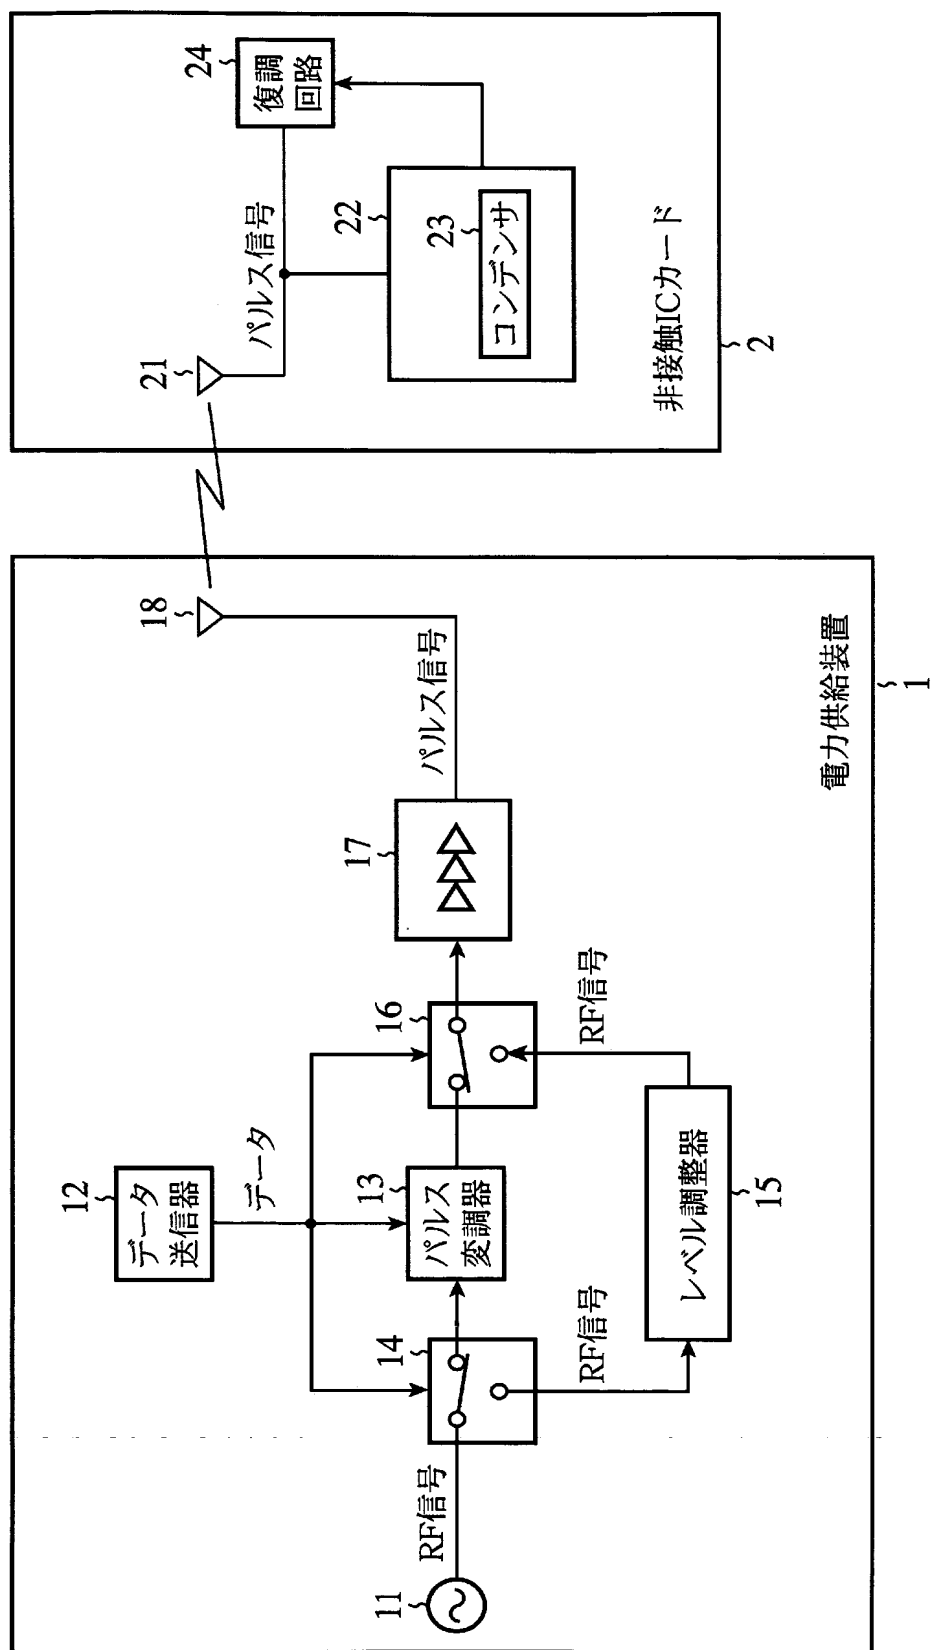 11
RF信号
14
RF信号
12
データ
送信器
データ
13
パルス
変調器
レベル調整器
15
16
RF信号
17
パルス信号
18
電力供給装置
1
21
パルス信号
22
23
コンデンサ
24
復調
回路
非接触ICカード
2